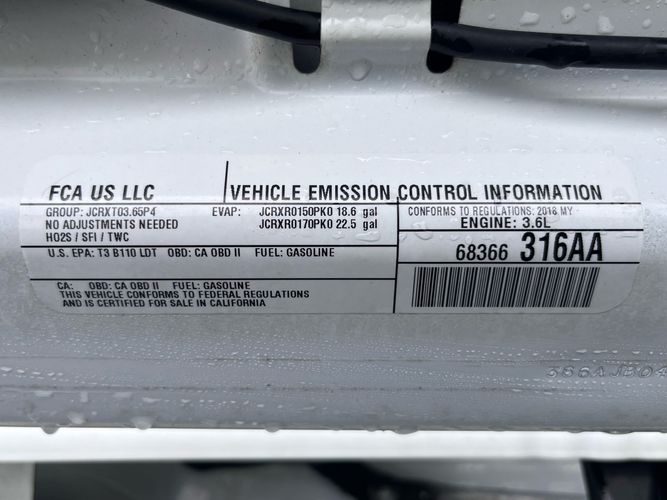 FCA US LLC
VEHICLE EMISSION CONTROL INFORMATION
GROUP: JCRXT03.65P4
EVAP: JCRXR0150PK0 18.6 gal
CONFORMS TO REGULATIONS: 2018 MY
NO ADJUSTMENTS NEEDED
JCRXR0170PK0 22.5 gal
ENGINE: 3.6L
HO2S / SFI / TWC
U.S. EPA: T3 B110 LDT OBD: CA OBD II FUEL: GASOLINE
68366 316AA
CA: OBD: CA OBD II FUEL: GASOLINE
THIS VEHICLE CONFORMS TO FEDERAL REGULATIONS
AND IS CERTIFIED FOR SALE IN CALIFORNIA